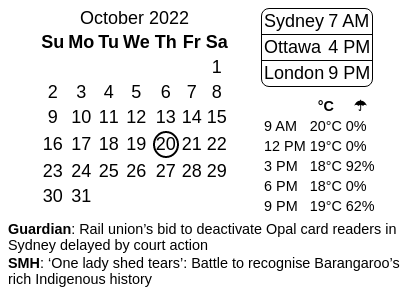 October 2022
Su Mo Tu We Th Fr Sa
1
2 3 4 5 6 7 8
9 10 11 12 13 14 15
16 17 18 19 20 21 22
23 24 25 26 27 28 29
30 31
Sydney 7 AM
Ottawa 4 PM
London 9 PM
°C ☂
9 AM 20°C 0%
12 PM 19°C 0%
3 PM 18°C 92%
6 PM 18°C 0%
9 PM 19°C 62%
Guardian: Rail union's bid to deactivate Opal card readers in
Sydney delayed by court action
SMH: ‘One lady shed tears’: Battle to recognise Barangaroo’s
rich Indigenous history